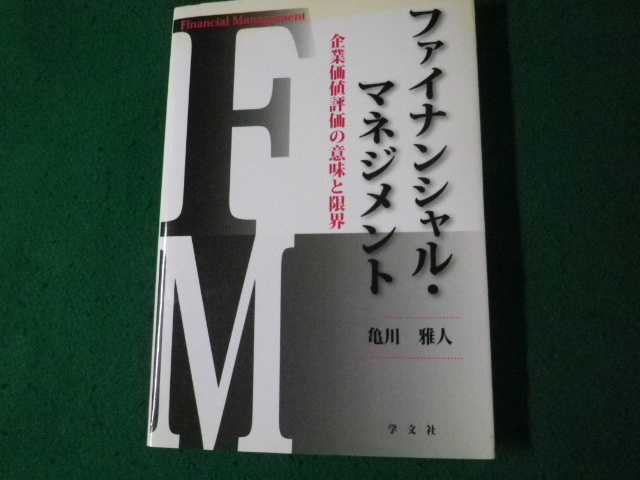 Financial Management
FM
ファイナンシャル・
マネジメント
企業価値評価の意味と限界
亀川 雅人
学文社